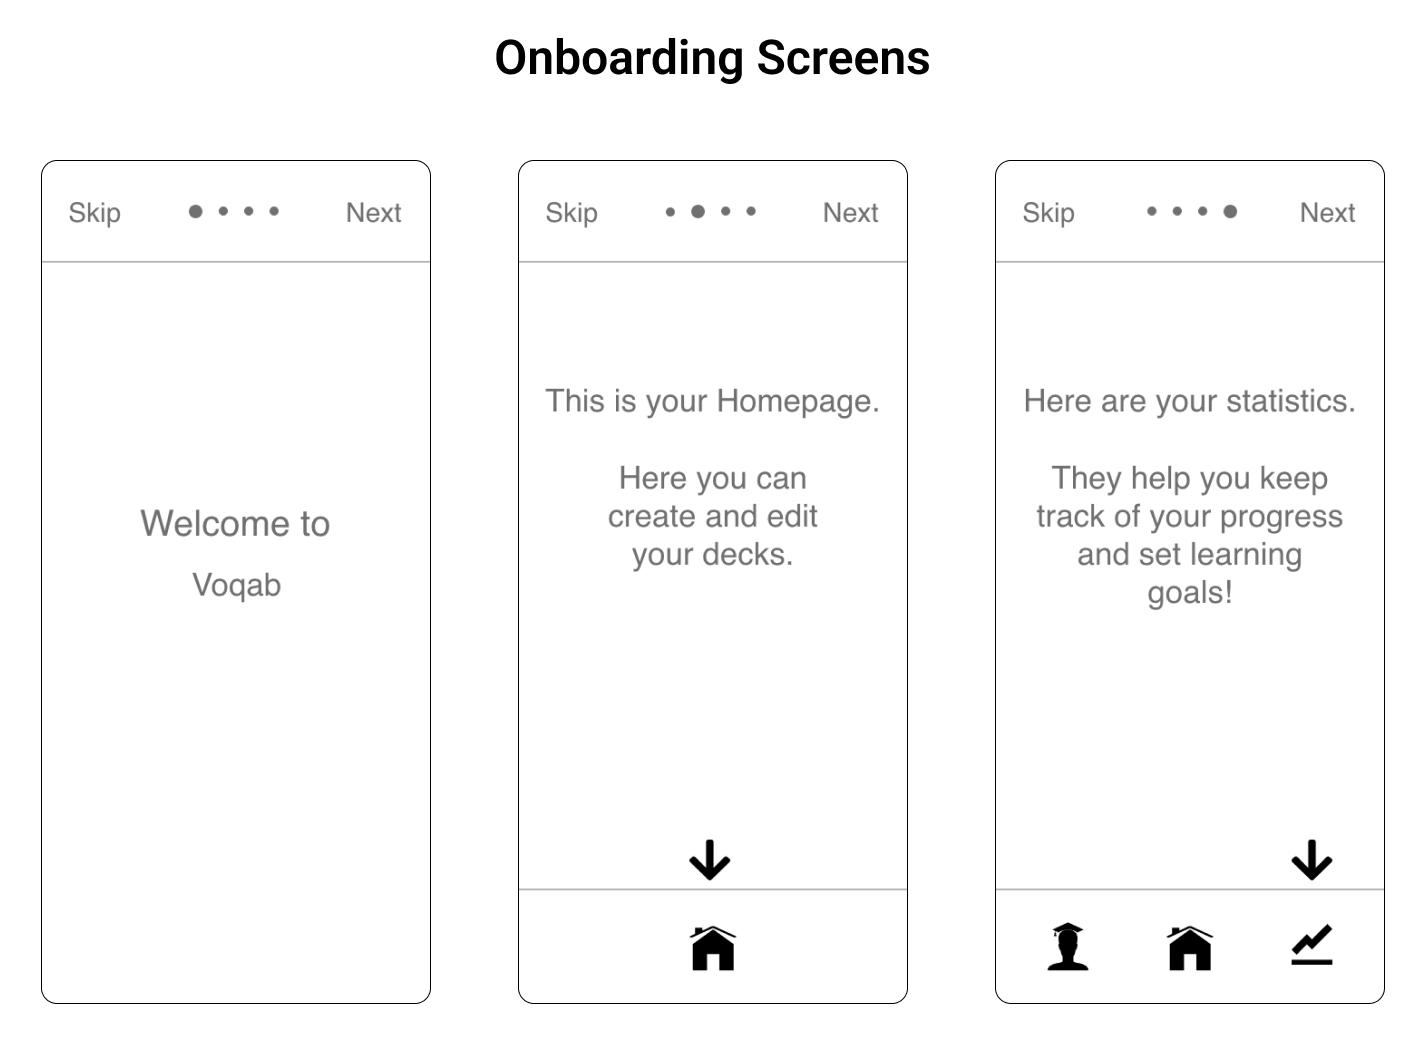 Onboarding Screens
Skip Next
Welcome to
Voqab
Skip Next
This is your Homepage.
Here you can
create and edit
your decks.
Skip Next
Here are your statistics.
They help you keep
track of your progress
and set learning
goals!